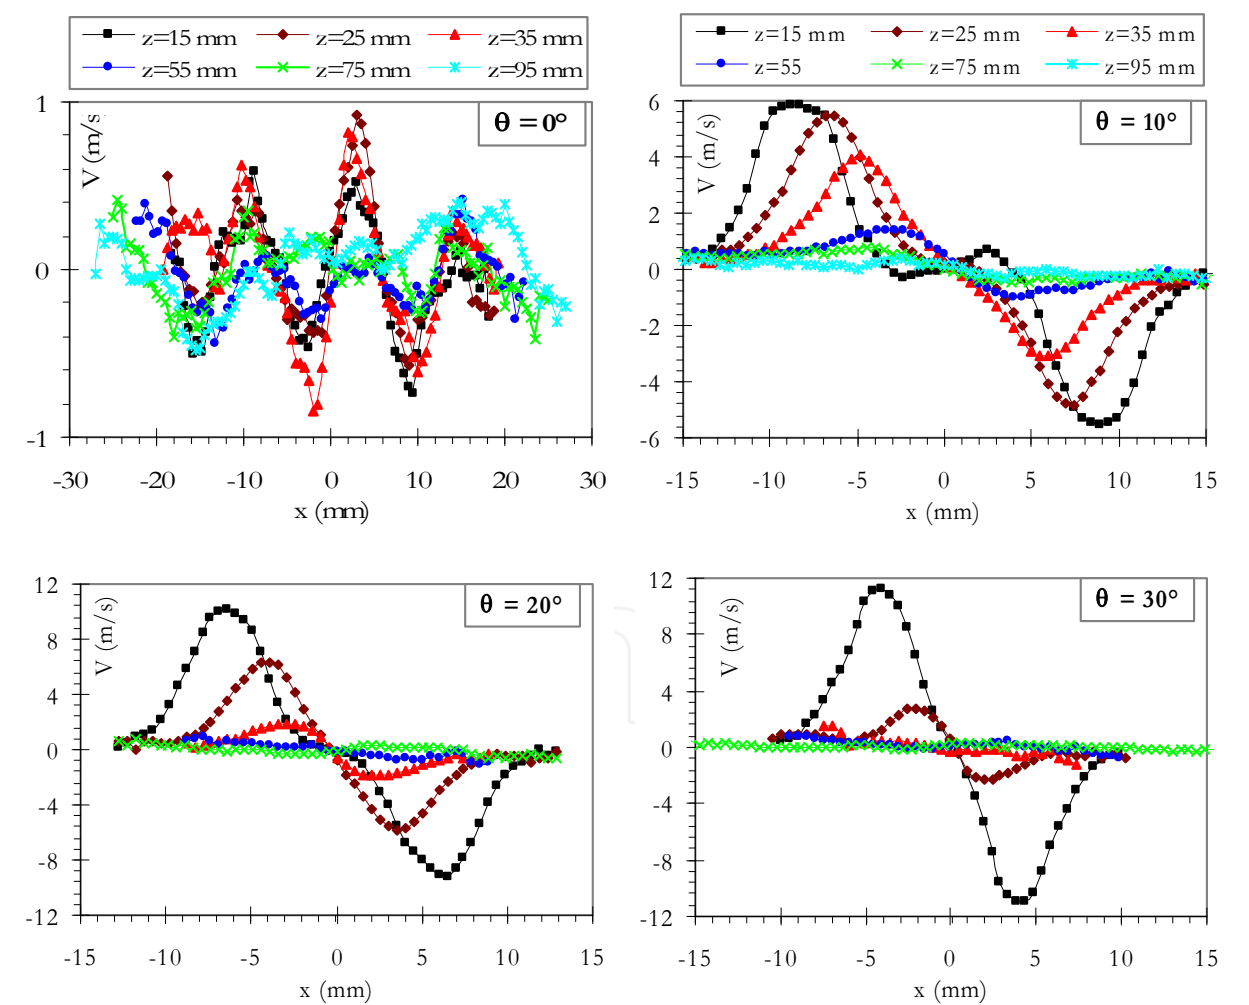 z=15 mm z=25 mm z=35 mm
z=55 mm z=75 mm z=95 mm
1
V (m/s)
θ = 0°
0
-1
-30 -20 -10 0 10 20 30
x (mm)
z=15 mm z=25 mm z=35 mm
z=55 z=75 mm z=95 mm
6
V (m/s)
θ = 10°
4
2
0
-2
-4
-6
-15 -10 -5 0 5 10 15
x (mm)
12
V (m/s)
θ = 20°
8
4
0
-4
-8
-12
-15 -10 -5 0 5 10 15
x (mm)
12
V (m/s)
θ = 30°
8
4
0
-4
-8
-12
-15 -10 -5 0 5 10 15
x (mm)